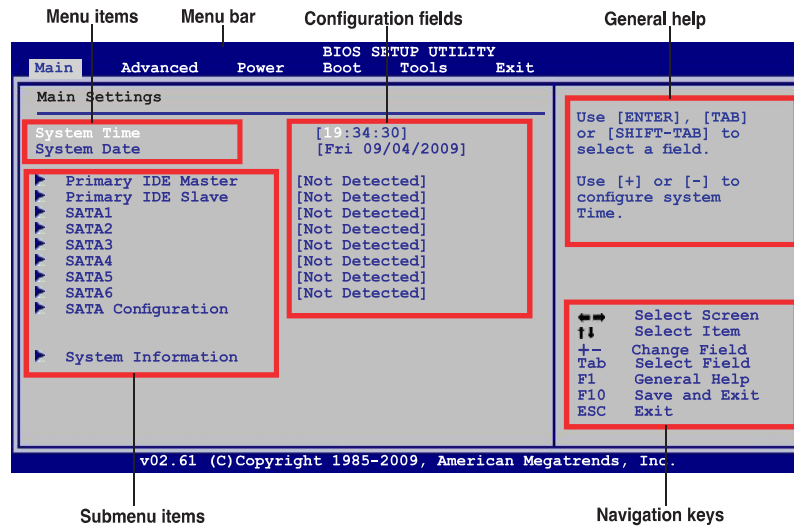 Menu items Menu bar Configuration fields General help
BIOS SETUP UTILITY
Main Advanced Power Boot Tools Exit
Main Settings
System Time [19:34:30]
System Date [Fri 09/04/2009]
Primary IDE Master [Not Detected]
Primary IDE Slave [Not Detected]
SATA1 [Not Detected]
SATA2 [Not Detected]
SATA3 [Not Detected]
SATA4 [Not Detected]
SATA5 [Not Detected]
SATA6 [Not Detected]
SATA Configuration
System Information
Use [ENTER], [TAB]
or [SHIFT-TAB] to
select a field.
Use [+] or [-] to
configure system
Time.
Select Screen
Select Item
+- Change Field
Tab Select Field
F1 General Help
F10 Save and Exit
ESC Exit
v02.61 (C)Copyright 1985-2009, American Megatrends, Inc.
Submenu items Navigation keys